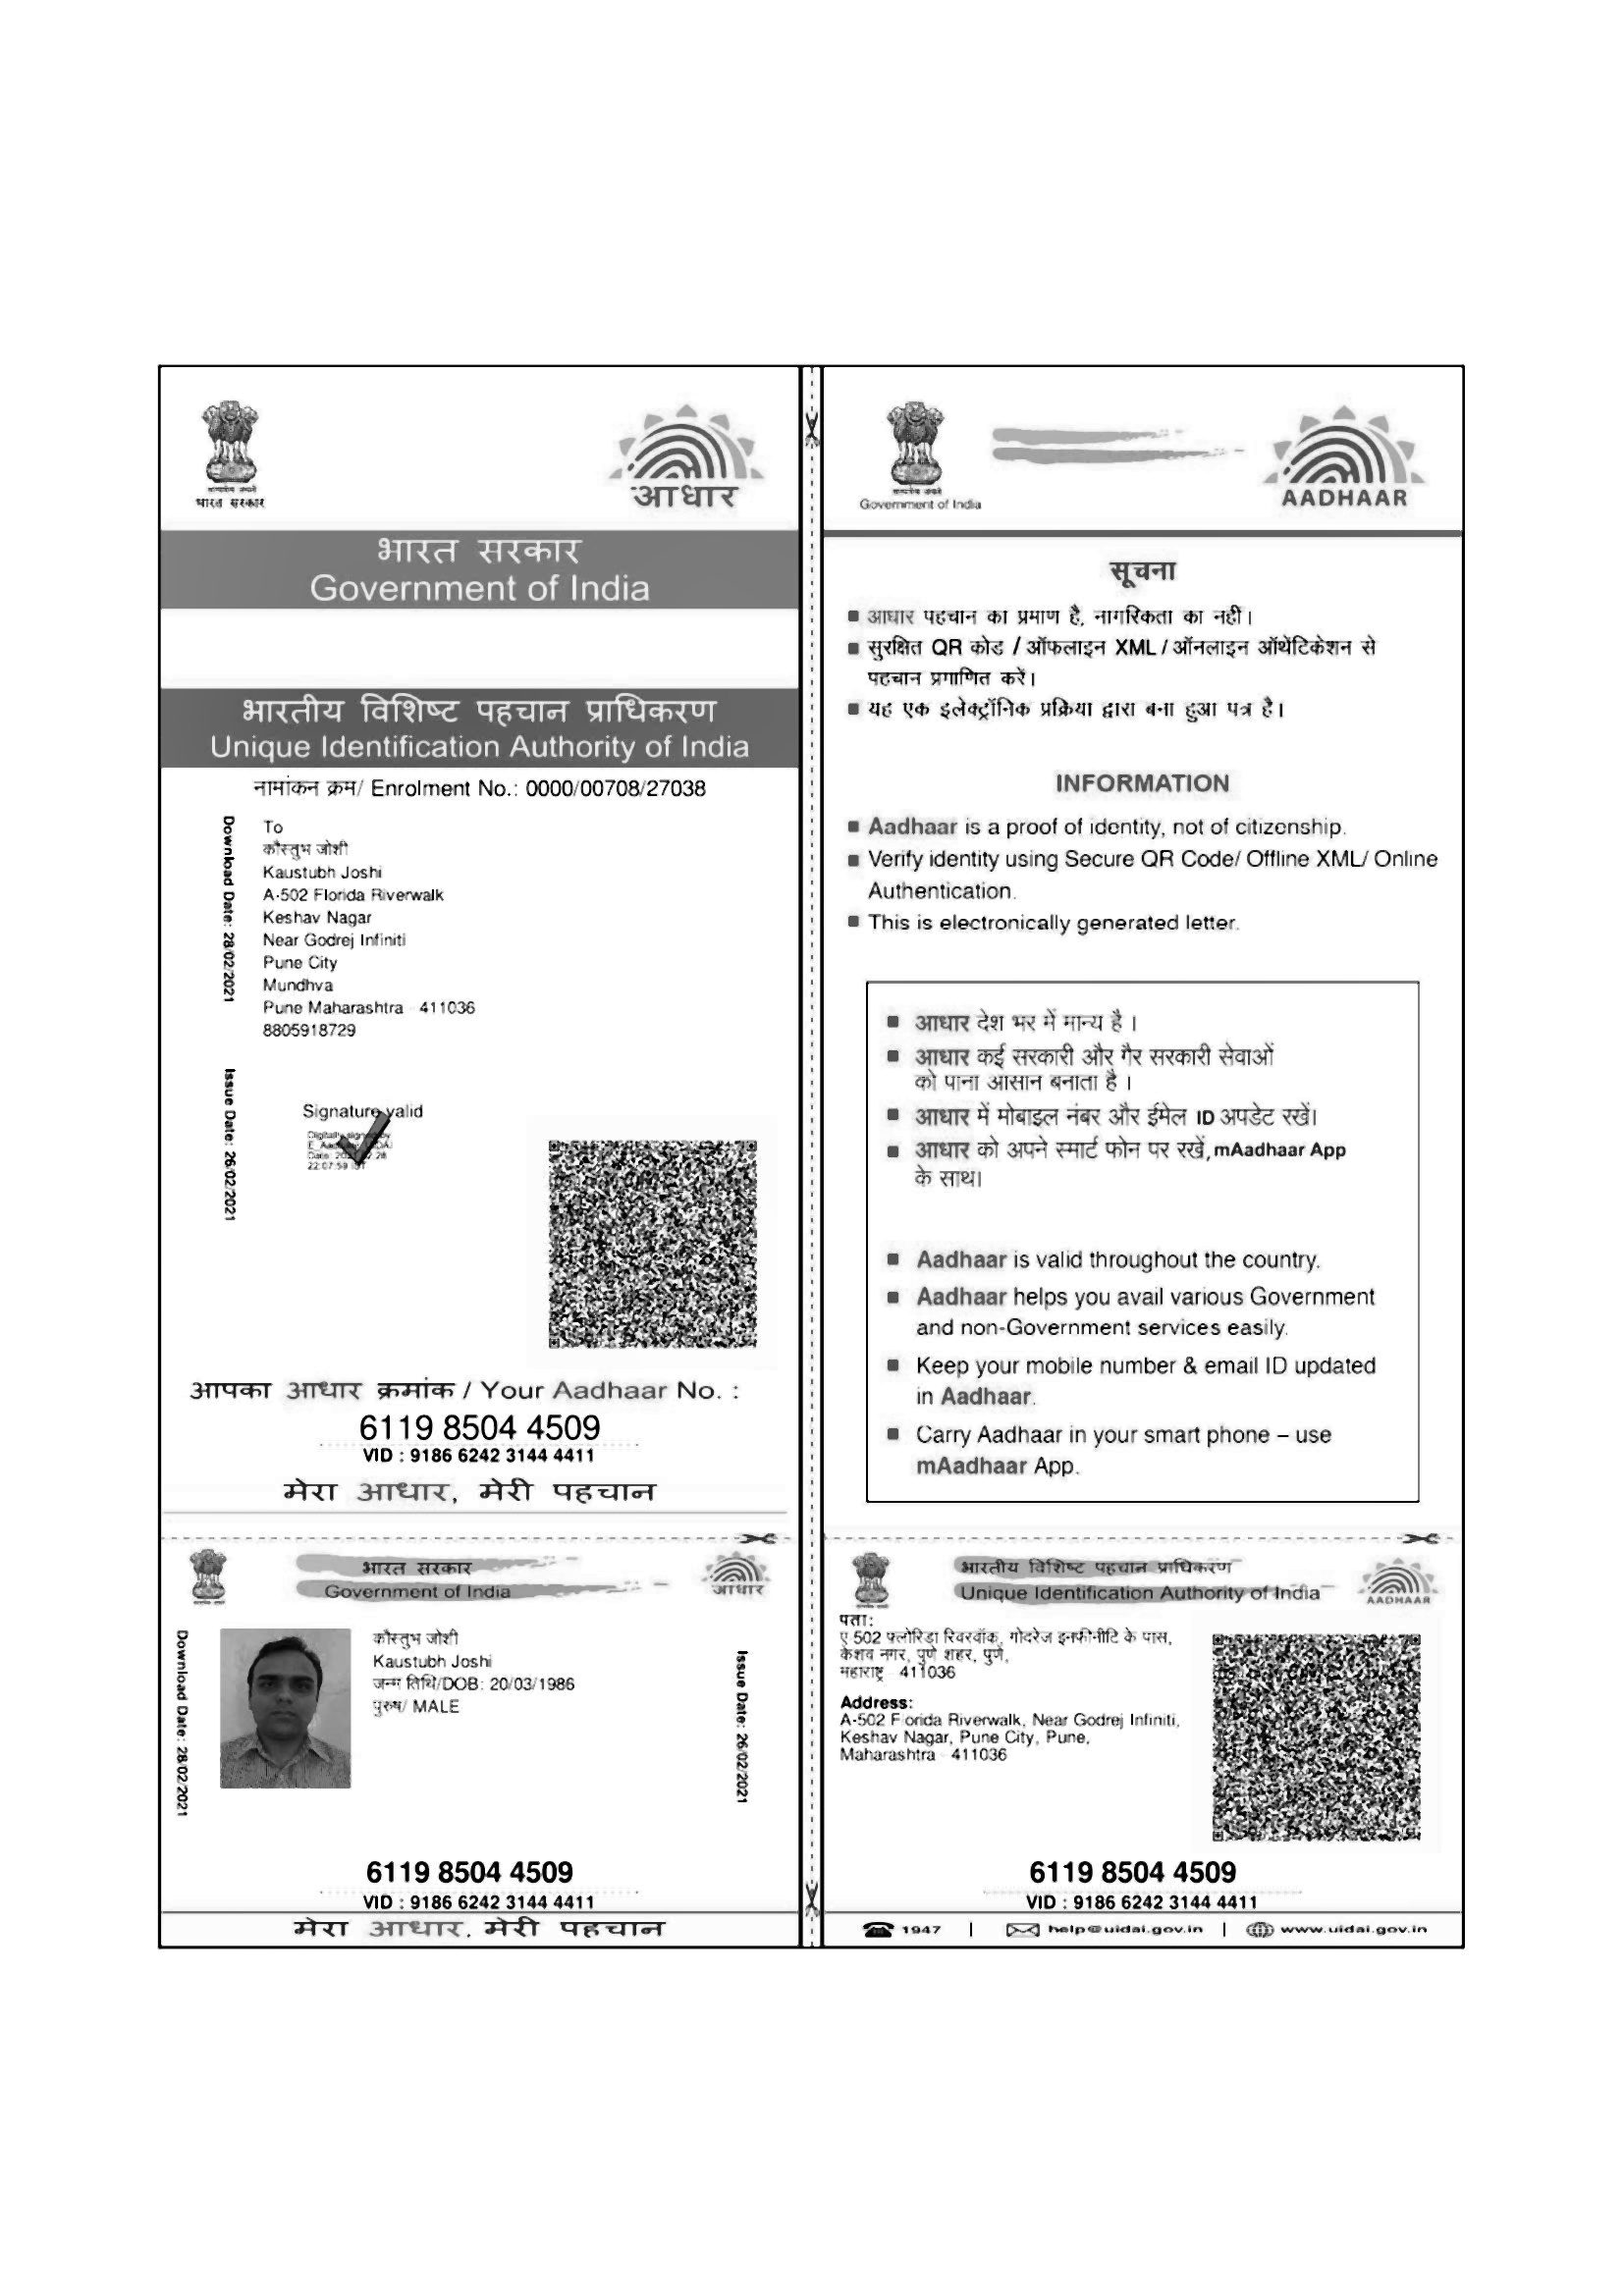 भारत सरकार
आधार
भारत सरकार
Government of India
भारतीय विशिष्ट पहचान प्राधिकरण
Unique Identification Authority of India
नामांकन क्रम/ Enrolment No.: 0000/00708/27038
To
कौस्तुभ जोशी
Kaustubh Joshi
A-502 Florida Riverwalk
Keshav Nagar
Near Godrej Infiniti
Pune City
Mundhva
Pune Maharashtra - 411036
8805918729
Download Date: 28/02/2021
Issue Date: 26/02/2021
Signature valid
Digitally signed by
Date:
22:07:59 IST
आपका आधार क्रमांक / Your Aadhaar No. :
6119 8504 4509
VID : 9186 6242 3144 4411
मेरा आधार, मेरी पहचान
भारत सरकार
Government of India
आधार
Download Date: 28/02/2021
कौस्तुभ जोशी
Kaustubh Joshi
जन्म तिथि/DOB: 20/03/1986
पुरुष/ MALE
Issue Date: 26/02/2021
6119 8504 4509
VID : 9186 6242 3144 4411
मेरा आधार, मेरी पहचान
Government of India
AADHAAR
सूचना
■ आधार पहचान का प्रमाण है, नागरिकता का नहीं।
■ सुरक्षित QR कोड / ऑफलाइन XML / ऑनलाइन ऑथेंटिकेशन से
पहचान प्रमाणित करें।
■ यह एक इलेक्ट्रॉनिक प्रक्रिया द्वारा बना हुआ पत्र है।
INFORMATION
■ Aadhaar is a proof of identity, not of citizenship.
■ Verify identity using Secure QR Code/ Offline XML/ Online
Authentication.
■ This is electronically generated letter.
■ आधार देश भर में मान्य है ।
■ आधार कई सरकारी और गैर सरकारी सेवाओं
को पाना आसान बनाता है ।
■ आधार में मोबाइल नंबर और ईमेल ID अपडेट रखें।
■ आधार को अपने स्मार्ट फोन पर रखें, mAadhaar App
के साथ।
■ Aadhaar is valid throughout the country.
■ Aadhaar helps you avail various Government
and non-Government services easily.
■ Keep your mobile number & email ID updated
in Aadhaar.
■ Carry Aadhaar in your smart phone – use
mAadhaar App.
भारतीय विशिष्ट पहचान प्राधिकरण
Unique Identification Authority of India
AADHAAR
पता:
ए 502 फ्लोरिडा रिवरवॉक, गोदरेज इनफीनीटि के पास,
केशव नगर, पुणे शहर, पुणे,
महाराष्ट्र - 411036
Address:
A-502 Florida Riverwalk, Near Godrej Infiniti,
Keshav Nagar, Pune City, Pune,
Maharashtra - 411036
6119 8504 4509
VID : 9186 6242 3144 4411
1947 | help@uidai.gov.in | www.uidai.gov.in